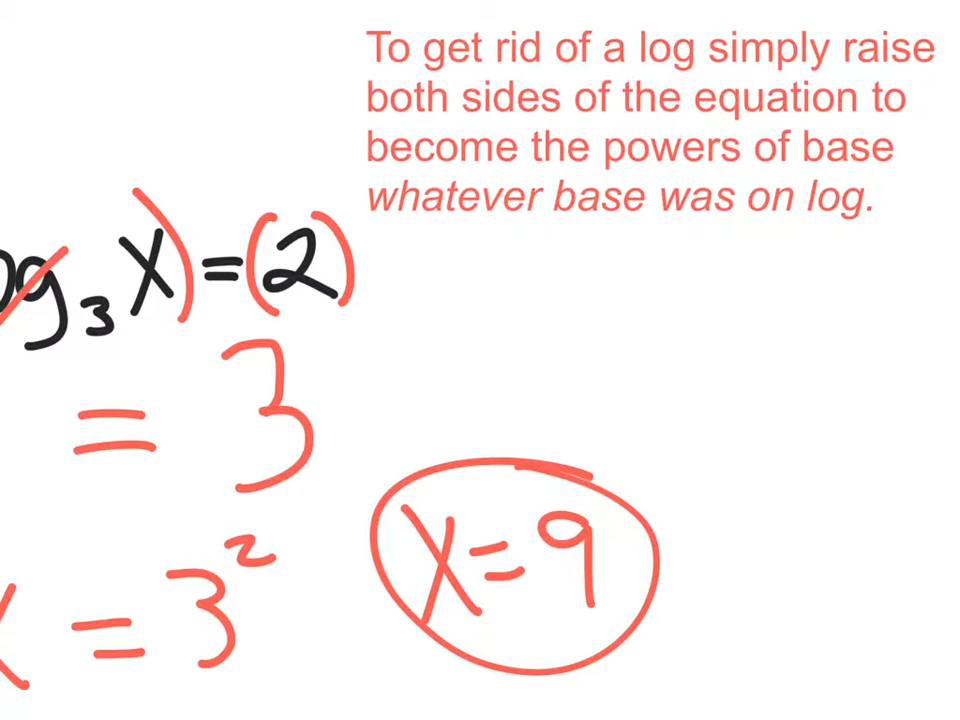 To get rid of a log simply raise
both sides of the equation to
become the powers of base
whatever base was on log.
og₃ x) = (2)
= 3
x = 3²
x = 9